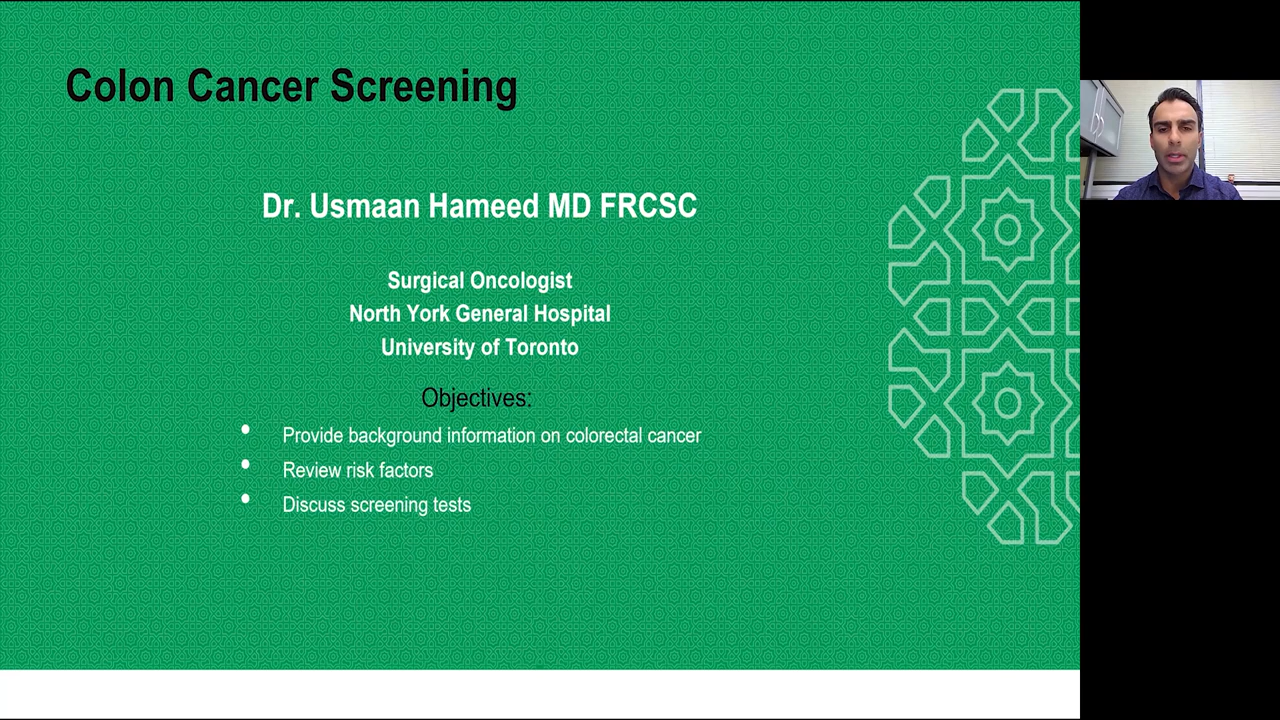 Colon Cancer Screening
Dr. Usmaan Hameed MD FRCSC
Surgical Oncologist
North York General Hospital
University of Toronto
Objectives:
• Provide background information on colorectal cancer
• Review risk factors
• Discuss screening tests